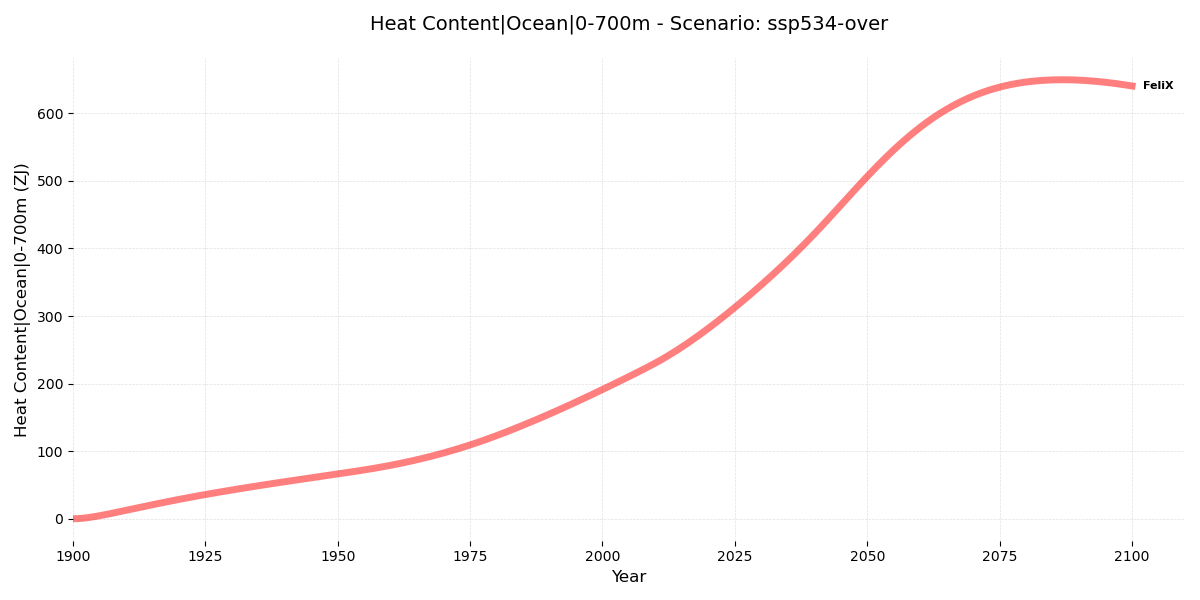 Heat Content|Ocean|0-700m - Scenario: ssp534-over
Heat Content|Ocean|0-700m (ZJ)
600
500
400
300
200
100
0
FeliX
1900 1925 1950 1975 2000 2025 2050 2075 2100
Year